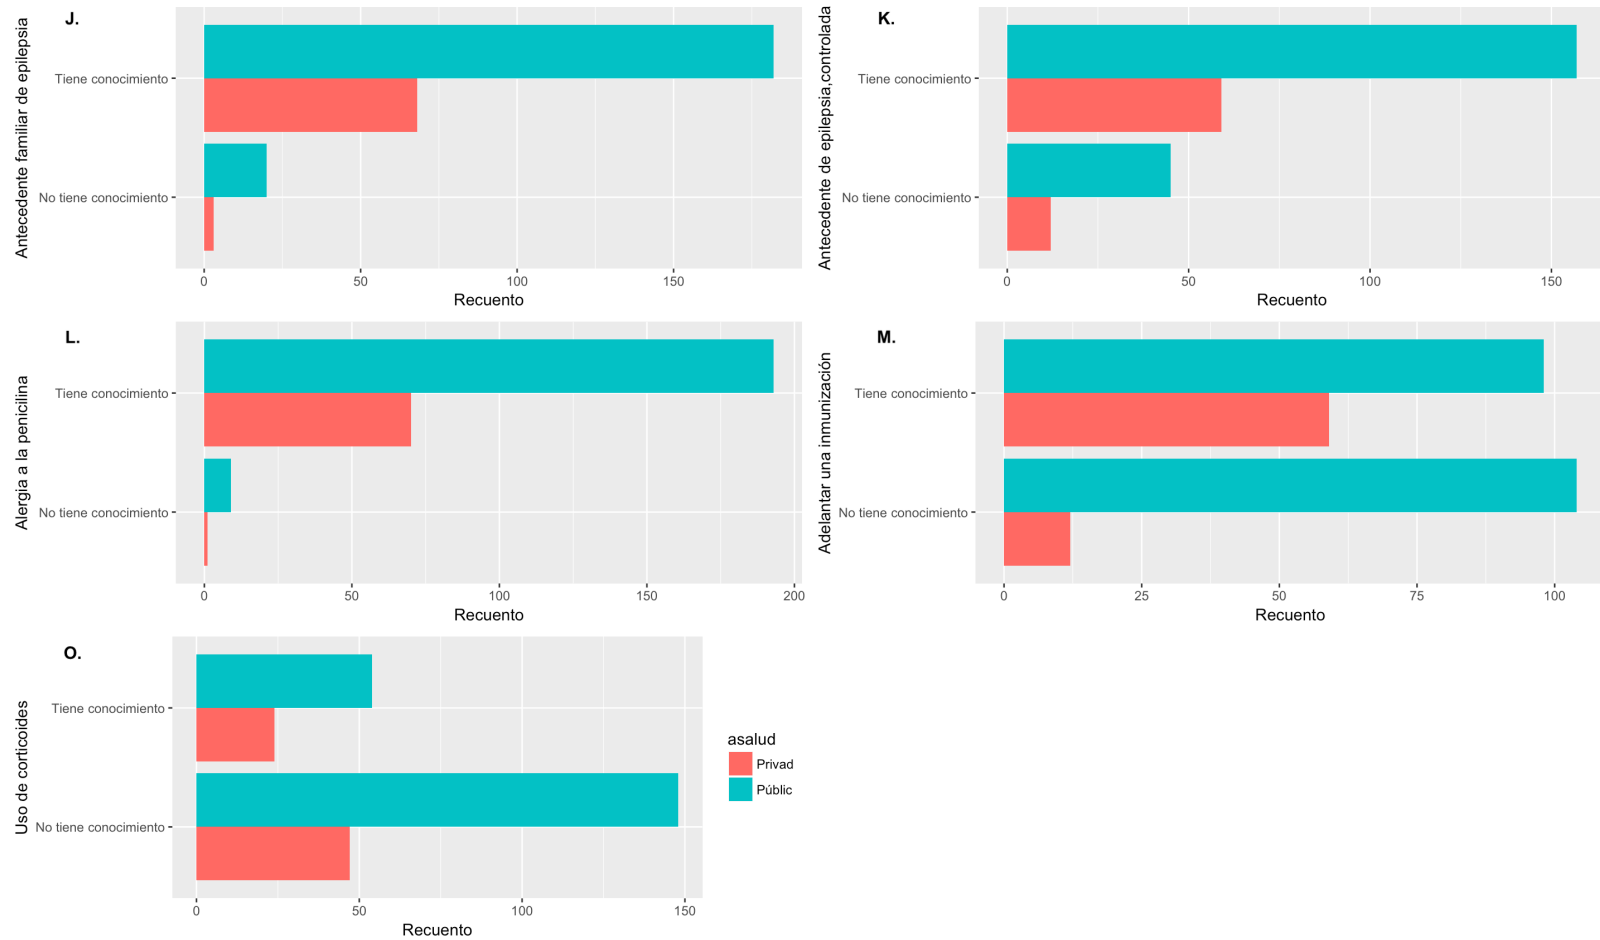 J.
Antecedente familiar de epilepsia
Tiene conocimiento
No tiene conocimiento
0 50 100 150
Recuento
K.
Antecedente de epilepsia,controlada
Tiene conocimiento
No tiene conocimiento
0 50 100 150
Recuento
L.
Alergia a la penicilina
Tiene conocimiento
No tiene conocimiento
0 50 100 150 200
Recuento
M.
Adelantar una inmunización
Tiene conocimiento
No tiene conocimiento
0 25 50 75 100
Recuento
O.
Uso de corticoides
Tiene conocimiento
No tiene conocimiento
0 50 100 150
Recuento
asalud
Privad
Públic